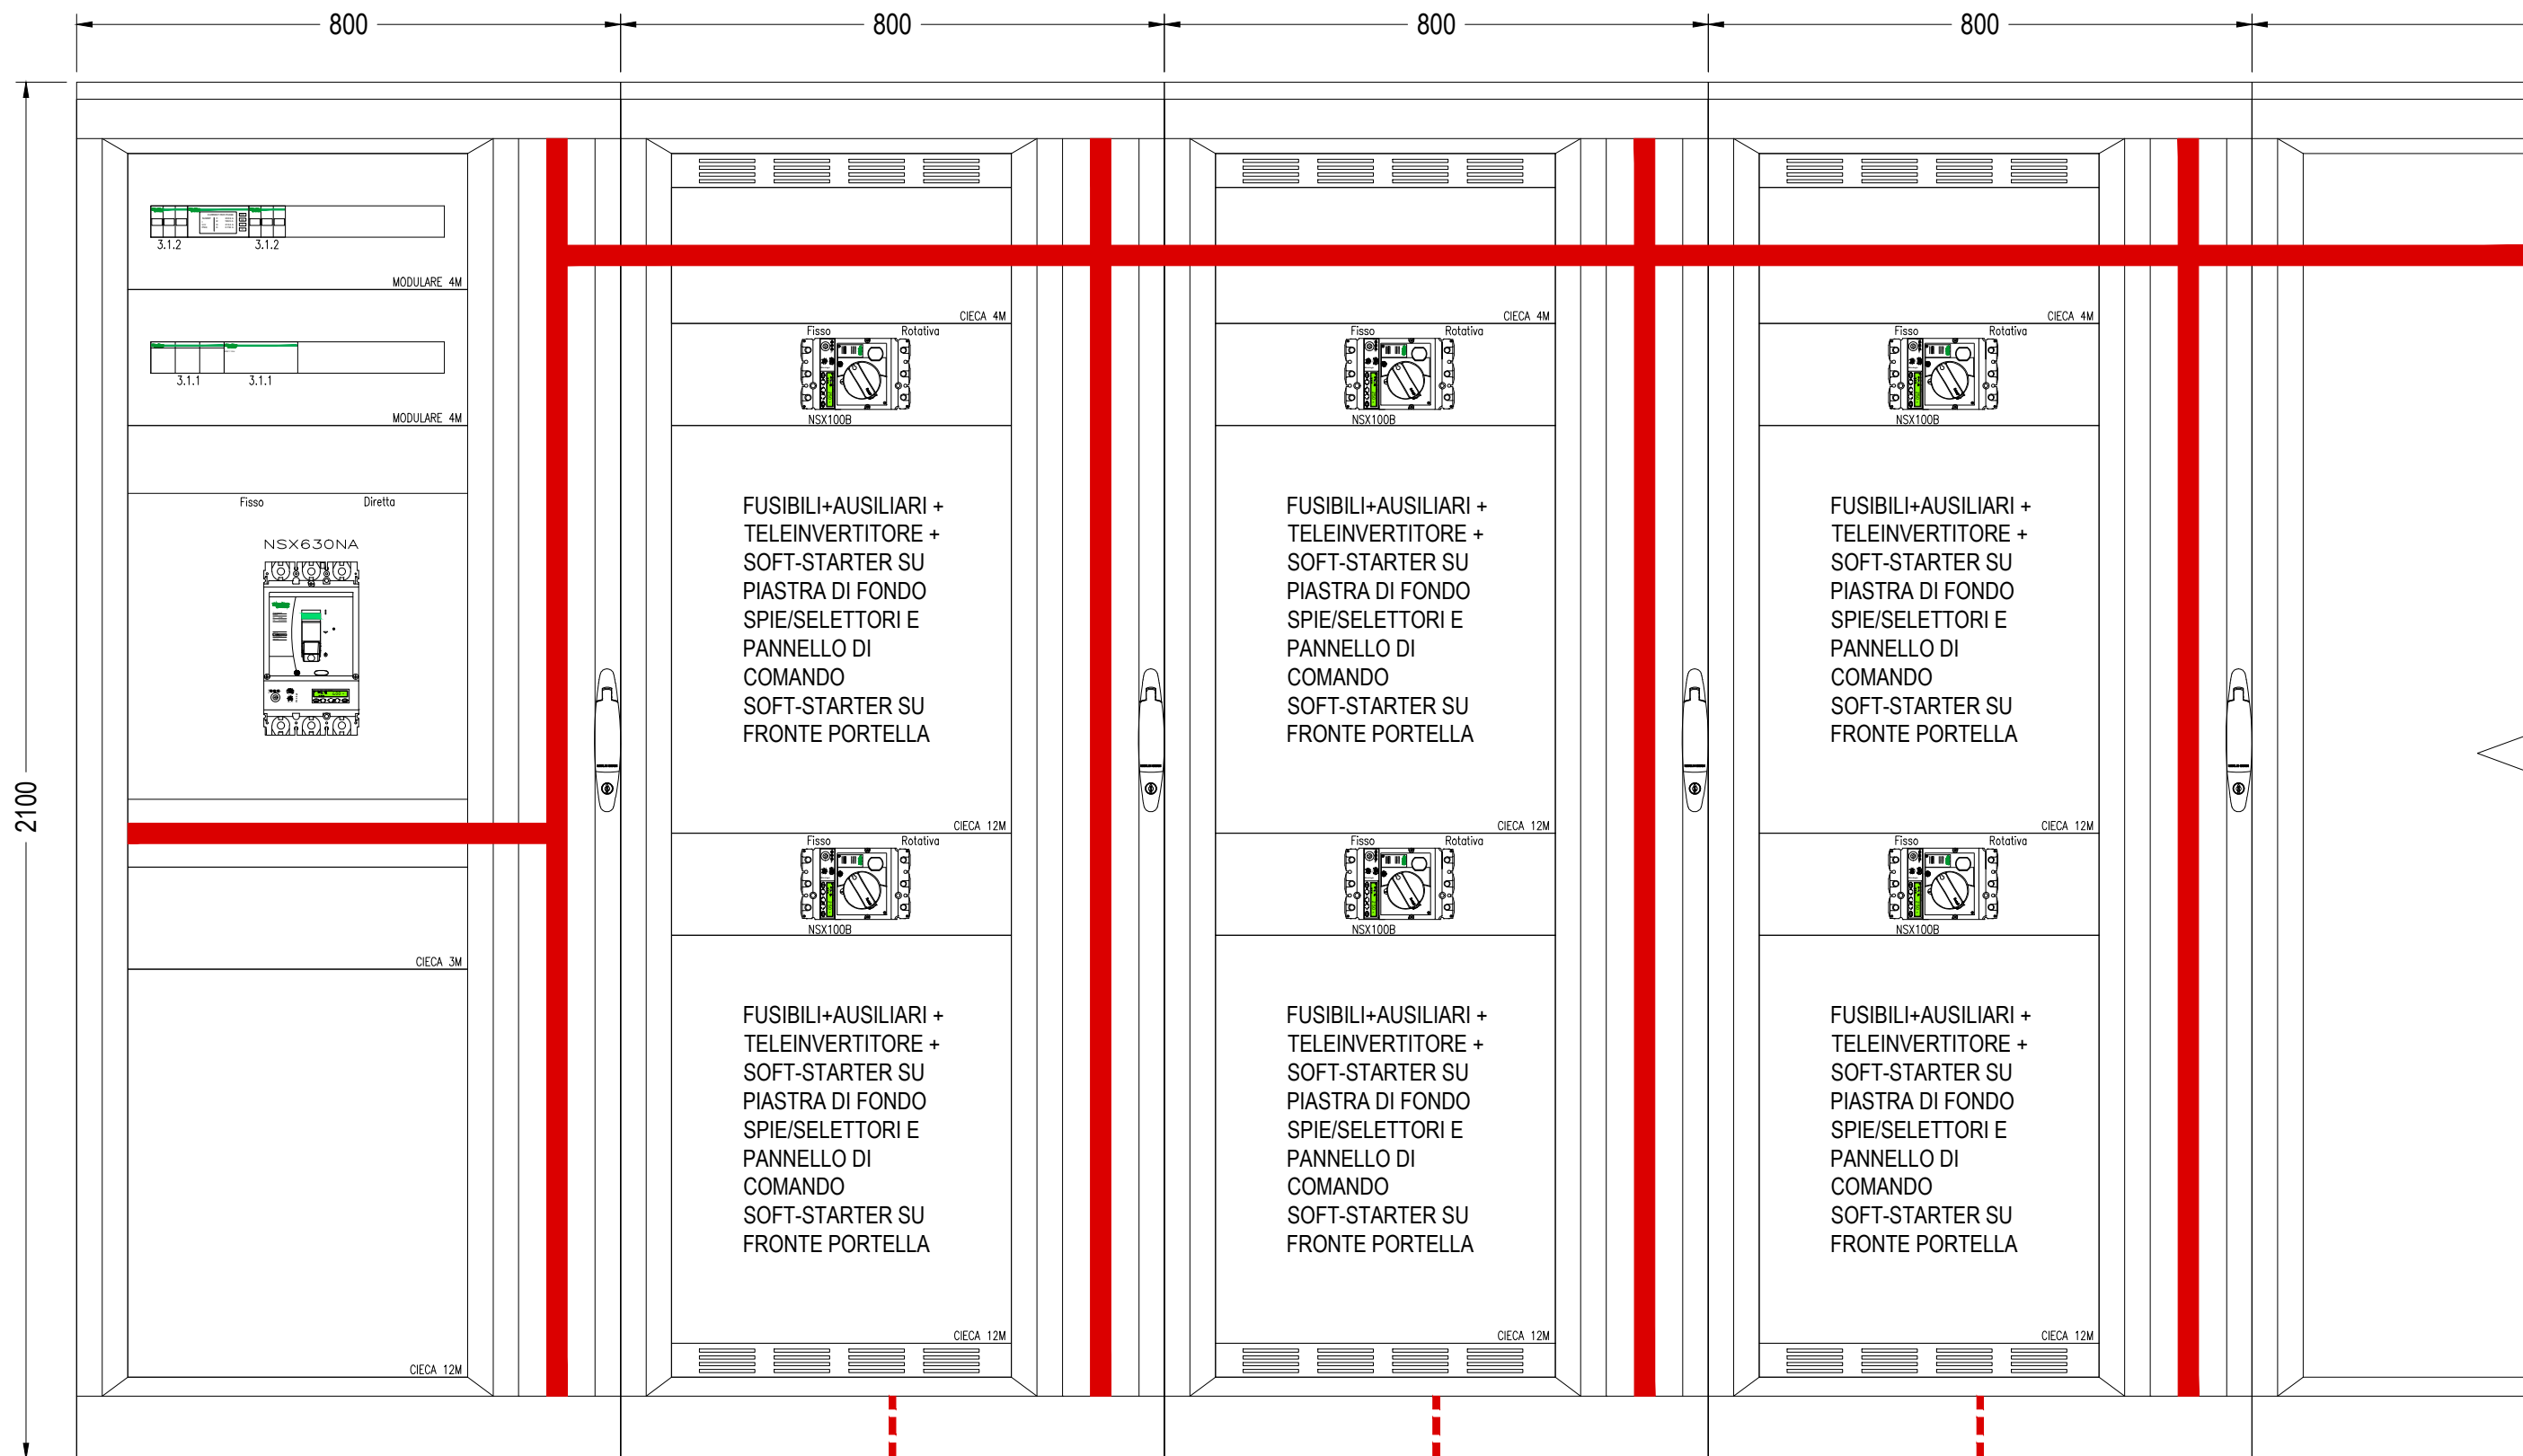 800
800
800
800
2100
3.1.2
3.1.2
MODULARE 4M
3.1.1
3.1.1
MODULARE 4M
Fisso
Diretta
NSX630NA
CIECA 3M
CIECA 12M
CIECA 4M
Fisso
Rotativa
NSX100B
FUSIBILI+AUSILIARI +
TELEINVERTITORE +
SOFT-STARTER SU
PIASTRA DI FONDO
SPIE/SELETTORI E
PANNELLO DI
COMANDO
SOFT-STARTER SU
FRONTE PORTELLA
CIECA 12M
Fisso
Rotativa
NSX100B
FUSIBILI+AUSILIARI +
TELEINVERTITORE +
SOFT-STARTER SU
PIASTRA DI FONDO
SPIE/SELETTORI E
PANNELLO DI
COMANDO
SOFT-STARTER SU
FRONTE PORTELLA
CIECA 12M
CIECA 4M
Fisso
Rotativa
NSX100B
FUSIBILI+AUSILIARI +
TELEINVERTITORE +
SOFT-STARTER SU
PIASTRA DI FONDO
SPIE/SELETTORI E
PANNELLO DI
COMANDO
SOFT-STARTER SU
FRONTE PORTELLA
CIECA 12M
Fisso
Rotativa
NSX100B
FUSIBILI+AUSILIARI +
TELEINVERTITORE +
SOFT-STARTER SU
PIASTRA DI FONDO
SPIE/SELETTORI E
PANNELLO DI
COMANDO
SOFT-STARTER SU
FRONTE PORTELLA
CIECA 12M
CIECA 4M
Fisso
Rotativa
NSX100B
FUSIBILI+AUSILIARI +
TELEINVERTITORE +
SOFT-STARTER SU
PIASTRA DI FONDO
SPIE/SELETTORI E
PANNELLO DI
COMANDO
SOFT-STARTER SU
FRONTE PORTELLA
CIECA 12M
Fisso
Rotativa
NSX100B
FUSIBILI+AUSILIARI +
TELEINVERTITORE +
SOFT-STARTER SU
PIASTRA DI FONDO
SPIE/SELETTORI E
PANNELLO DI
COMANDO
SOFT-STARTER SU
FRONTE PORTELLA
CIECA 12M